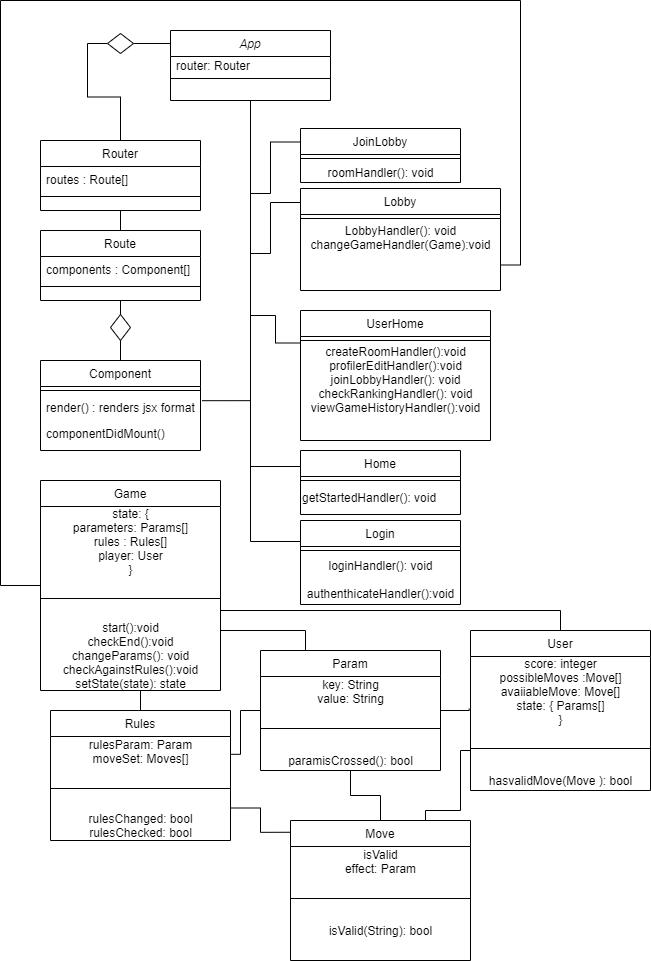 App
router: Router
Router
routes : Route[]
Route
components : Component[]
Component
render() : renders jsx format
componentDidMount()
JoinLobby
roomHandler(): void
Lobby
LobbyHandler(): void
changeGameHandler(Game):void
UserHome
createRoomHandler():void
profilerEditHandler():void
joinLobbyHandler(): void
checkRankingHandler(): void
viewGameHistoryHandler():void
Home
getStartedHandler(): void
Login
loginHandler(): void
authenthicateHandler():void
Game
state: {
parameters: Params[]
rules : Rules[]
player: User
}
start():void
checkEnd():void
changeParams(): void
checkAgainstRules():void
setState(state): state
Param
key: String
value: String
paramisCrossed(): bool
User
score: integer
possibleMoves :Move[]
avaiiableMove: Move[]
state: { Params[]
}
hasvalidMove(Move ): bool
Rules
rulesParam: Param
moveSet: Moves[]
rulesChanged: bool
rulesChecked: bool
Move
isValid
effect: Param
isValid(String): bool